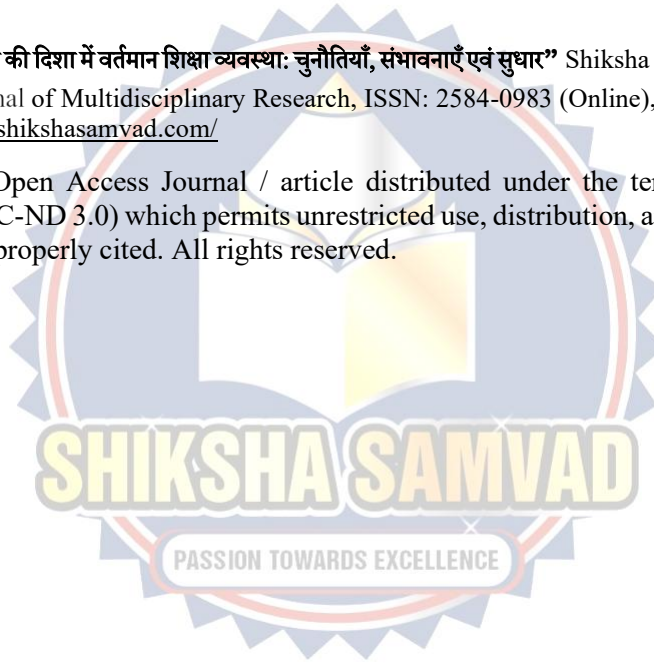 की दिशा में वर्तमान शिक्षा व्यवस्था: चुनौतियाँ, संभावनाएँ एवं सुधार” Shiksha
nal of Multidisciplinary Research, ISSN: 2584-0983 (Online),
shikshasamvad.com/
Open Access Journal / article distributed under the ter
C-ND 3.0) which permits unrestricted use, distribution, a
properly cited. All rights reserved.
SHIKSHA SAMVAD
PASSION TOWARDS EXCELLENCE